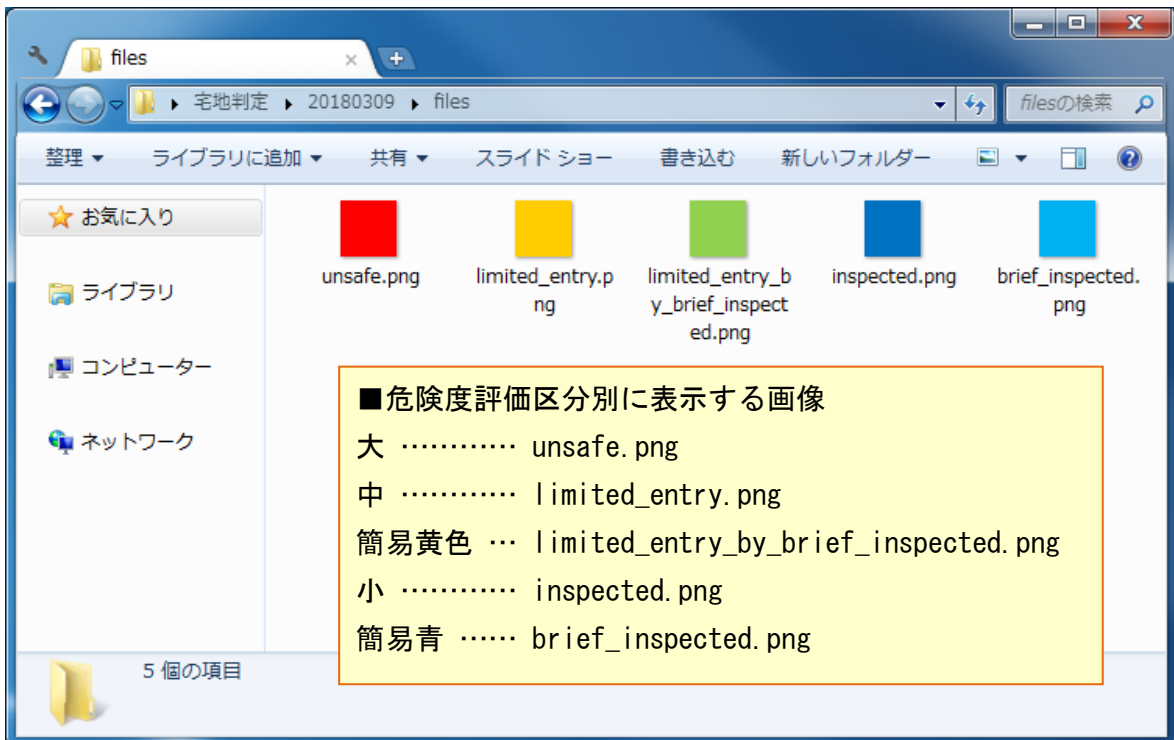 files
宅地判定 20180309 files
filesの検索
整理 ライブラリに追加 共有 スライド ショー 書き込む 新しいフォルダー
お気に入り
ライブラリ
コンピューター
ネットワーク
unsafe.png
limited_entry.p
ng
limited_entry_b
y_brief_inspect
ed.png
inspected.png
brief_inspected.
png
■危険度評価区分別に表示する画像
大 ………… unsafe.png
中 ………… limited_entry.png
簡易黄色 … limited_entry_by_brief_inspected.png
小 ………… inspected.png
簡易青 …… brief_inspected.png
5 個の項目